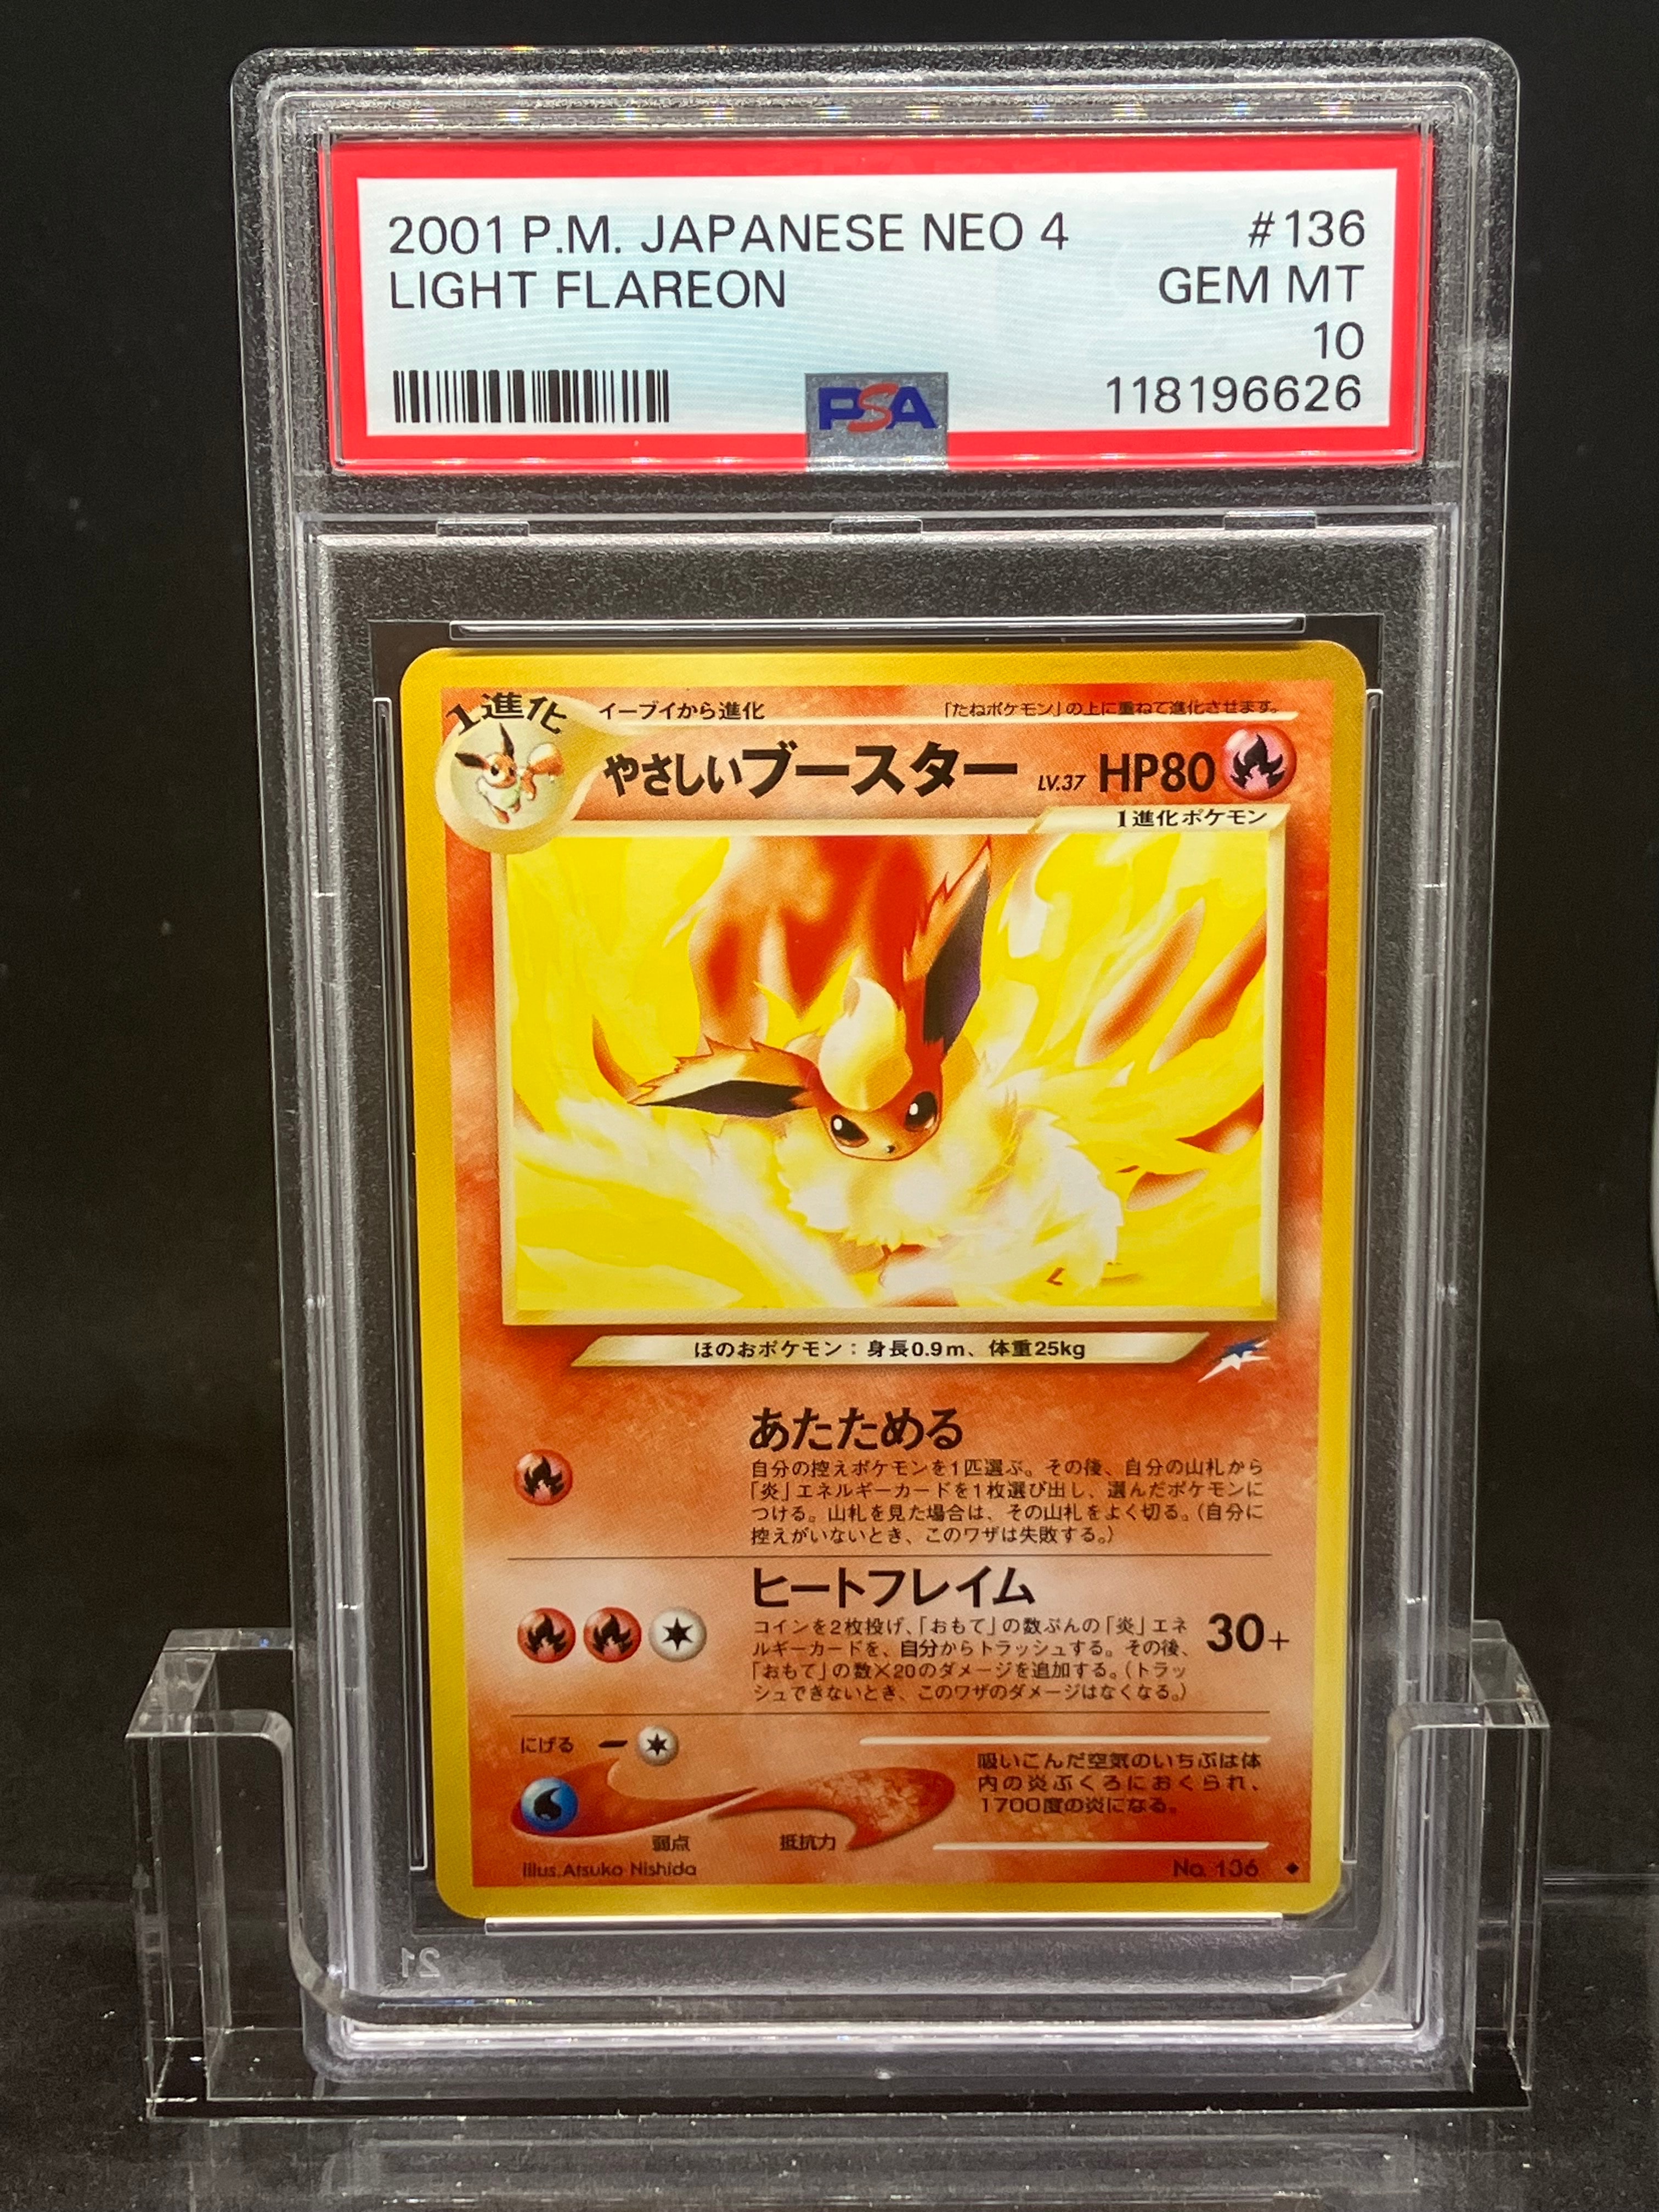 2001 P.M. JAPANESE NEO 4 #136
LIGHT FLAREON GEM MT
10
PSA 118196626
1進化 イーブイから進化 「たねポケモン」の上に重ねて進化させます。
やさしいブースター LV.37 HP80
1進化ポケモン
ほのおポケモン：身長0.9m、体重25kg
あたためる
自分の控えポケモンを1匹選ぶ。その後、自分の山札から
「炎」エネルギーカードを1枚選び出し、選んだポケモンに
つける。山札を見た場合は、その山札をよく切る。（自分に
控えがいないとき、このワザは失敗する。）
ヒートフレイム
コインを2枚投げ、「おもて」の数ぶんの「炎」エネ
ルギーカードを、自分からトラッシュする。その後、
「おもて」の数×20のダメージを追加する。（トラッ
シュできないとき、このワザのダメージはなくなる。）
30+
にげる
吸いこんだ空気のいちぶは体
内の炎ぶくろにおくられ、
1700度の炎になる。
弱点 抵抗力
Illus. Atsuko Nishida No. 136
21